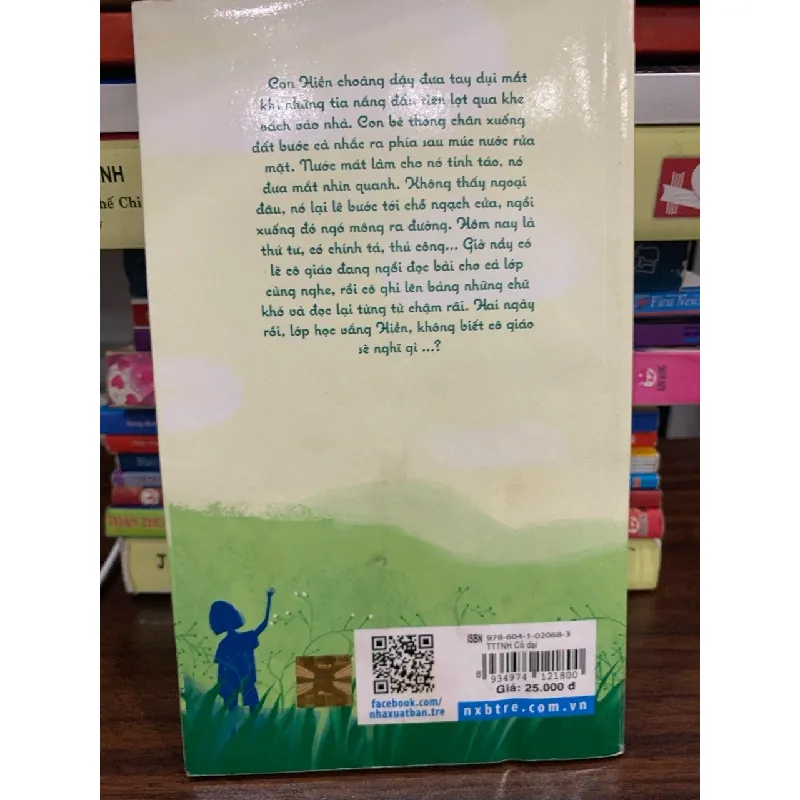 Con Hiền choàng dậy đưa tay dụi mắt
khi những tia nắng đầu tiên lọt qua khe
vách vào nhà. Con bé thòng chân xuống
đất bước cà nhắc ra phía sau múc nước rửa
mặt. Nước mát làm cho nó tỉnh táo, nó
đưa mắt nhìn quanh. Không thấy ngoại
đâu, nó lại lê bước tới chỗ ngạch cửa, ngồi
xuống đó ngó mông ra đường. Hôm nay là
thứ tư, có chính tả, thủ công... Giờ nầy có
lẽ cô giáo đang ngồi đọc bài cho cả lớp
cùng nghe, rồi cô ghi lên bảng những chữ
khó và đọc lại từng từ chậm rãi. Hai ngày
rồi, lớp học vắng Hiền, không biết cô giáo
sẽ nghĩ gì ...?
NH
hế Chi
First News
ISBN 978-604-1-02068-3
TTTNH Cỏ dại
8 934974 121800
Giá: 25.000 đ
facebook.com/
nhaxuatban.tre
nxbtre.com.vn